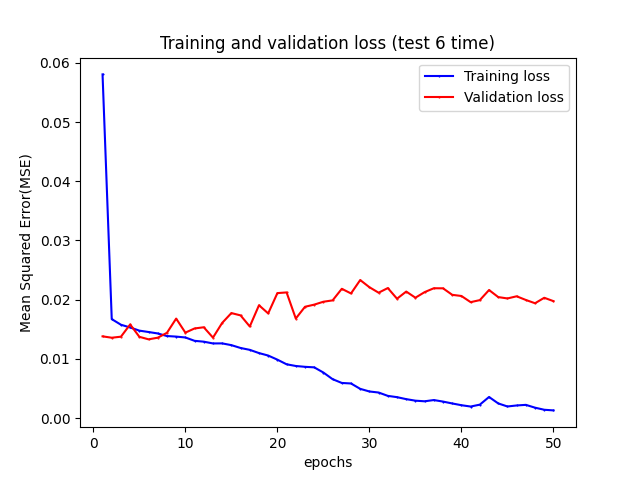 Training and validation loss (test 6 time)
Training loss
Validation loss
Mean Squared Error(MSE)
0.06
0.05
0.04
0.03
0.02
0.01
0.00
0 10 20 30 40 50
epochs